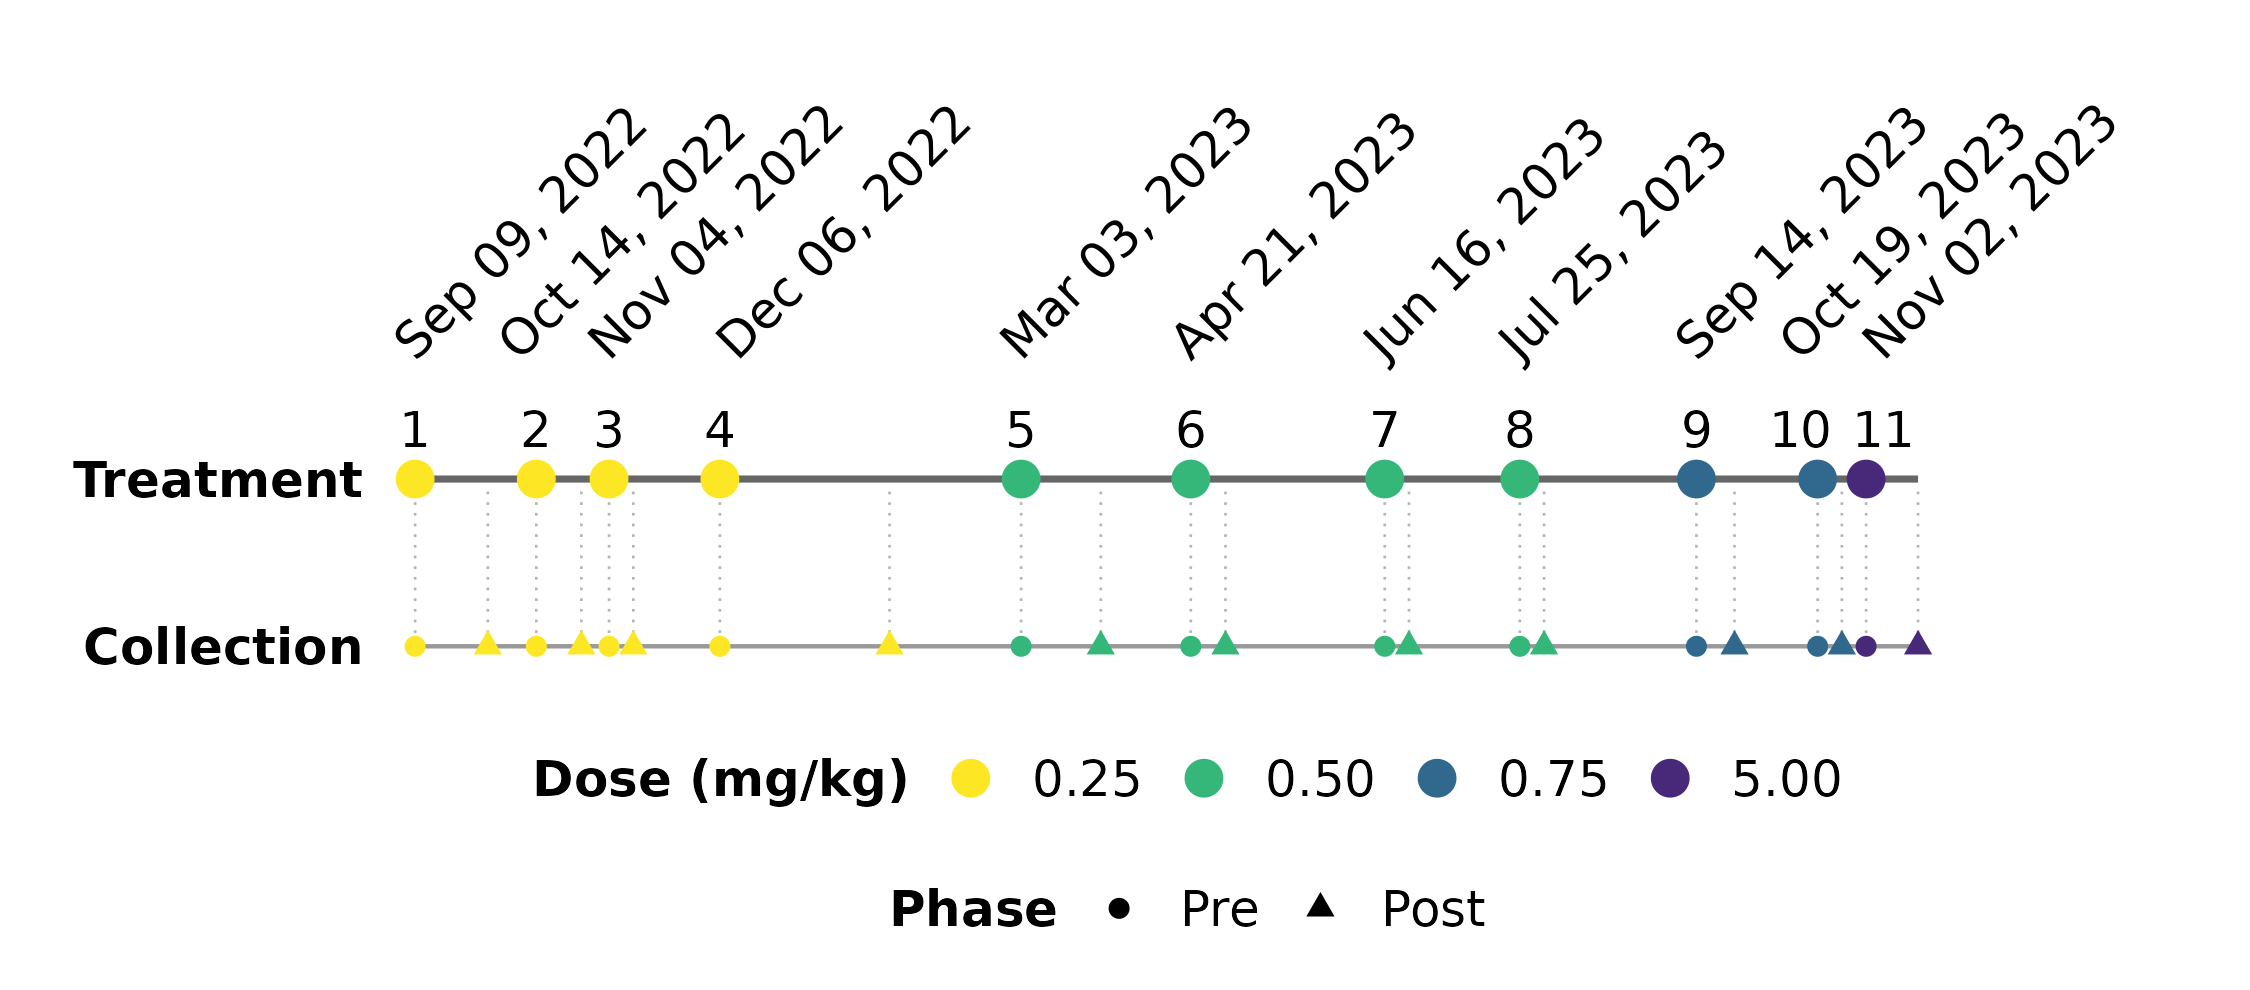 Sep 09, 2022
Oct 14, 2022
Nov 04, 2022
Dec 06, 2022
Mar 03, 2023
Apr 21, 2023
Jun 16, 2023
Jul 25, 2023
Sep 14, 2023
Oct 19, 2023
Nov 02, 2023
1 2 3 4 5 6 7 8 9 10 11
Treatment
Collection
Dose (mg/kg) 0.25 0.50 0.75 5.00
Phase Pre Post